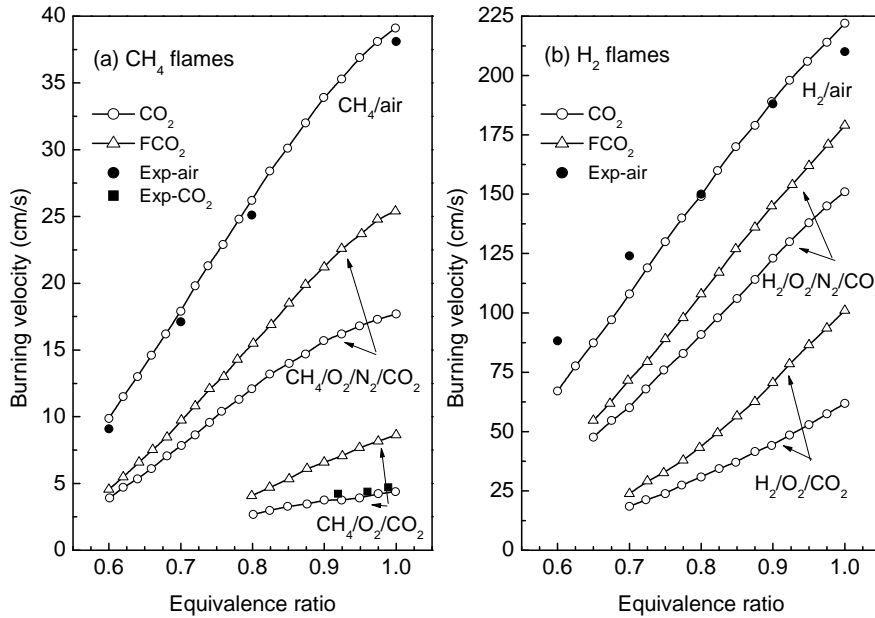 (a) CH4 flames
CO2
FCO2
Exp-air
Exp-CO2
CH4/air
CH4/O2/N2/CO2
CH4/O2/CO2
40
35
30
25
20
15
10
5
0
0.6 0.7 0.8 0.9 1.0
Burning velocity (cm/s)
Equivalence ratio
(b) H2 flames
CO2
FCO2
Exp-air
H2/air
H2/O2/N2/CO2
H2/O2/CO2
225
200
175
150
125
100
75
50
25
0
0.6 0.7 0.8 0.9 1.0
Burning velocity (cm/s)
Equivalence ratio